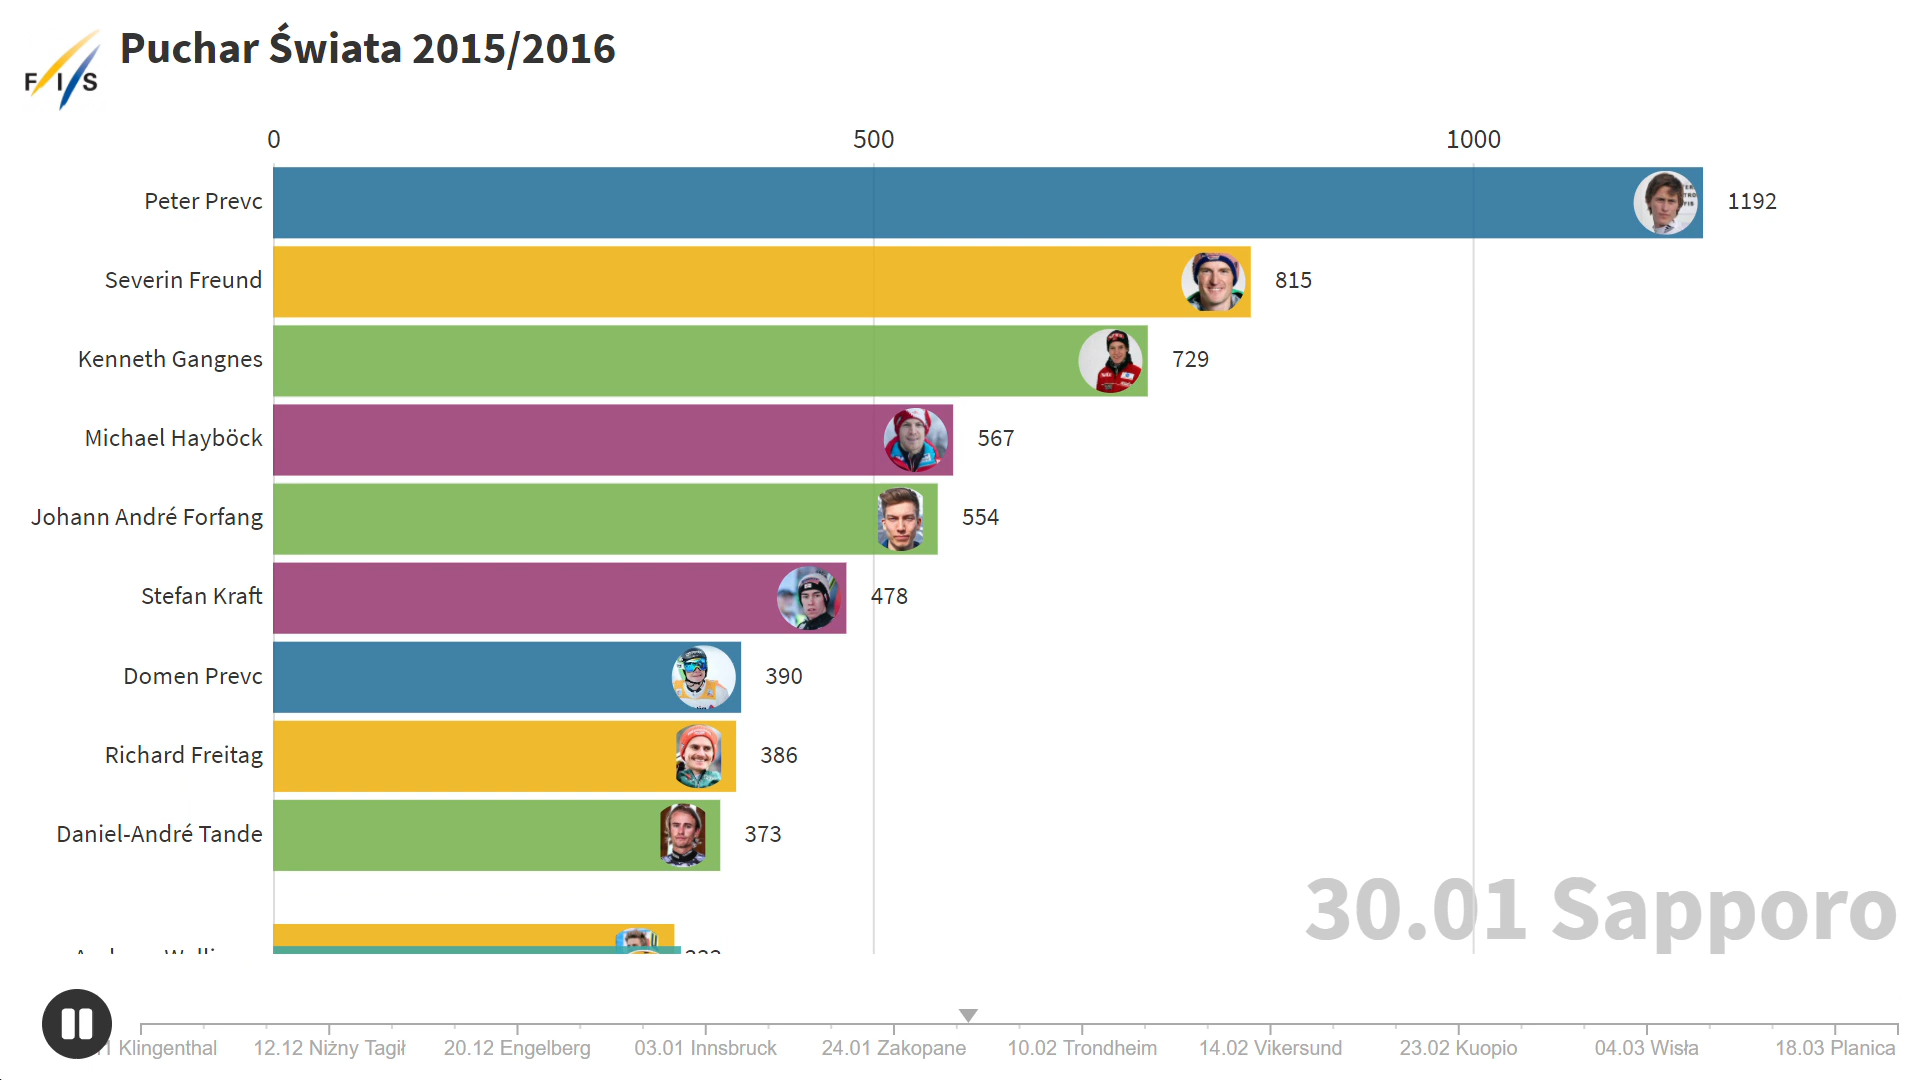 FIS
Puchar Świata 2015/2016
0 500 1000
Peter Prevc 1192
Severin Freund 815
Kenneth Gangnes 729
Michael Hayböck 567
Johann André Forfang 554
Stefan Kraft 478
Domen Prevc 390
Richard Freitag 386
Daniel-André Tande 373
30.01 Sapporo
Klingenthal 12.12 Niżny Tagił 20.12 Engelberg 03.01 Innsbruck 24.01 Zakopane 10.02 Trondheim 14.02 Vikersund 23.02 Kuopio 04.03 Wisła 18.03 Planica